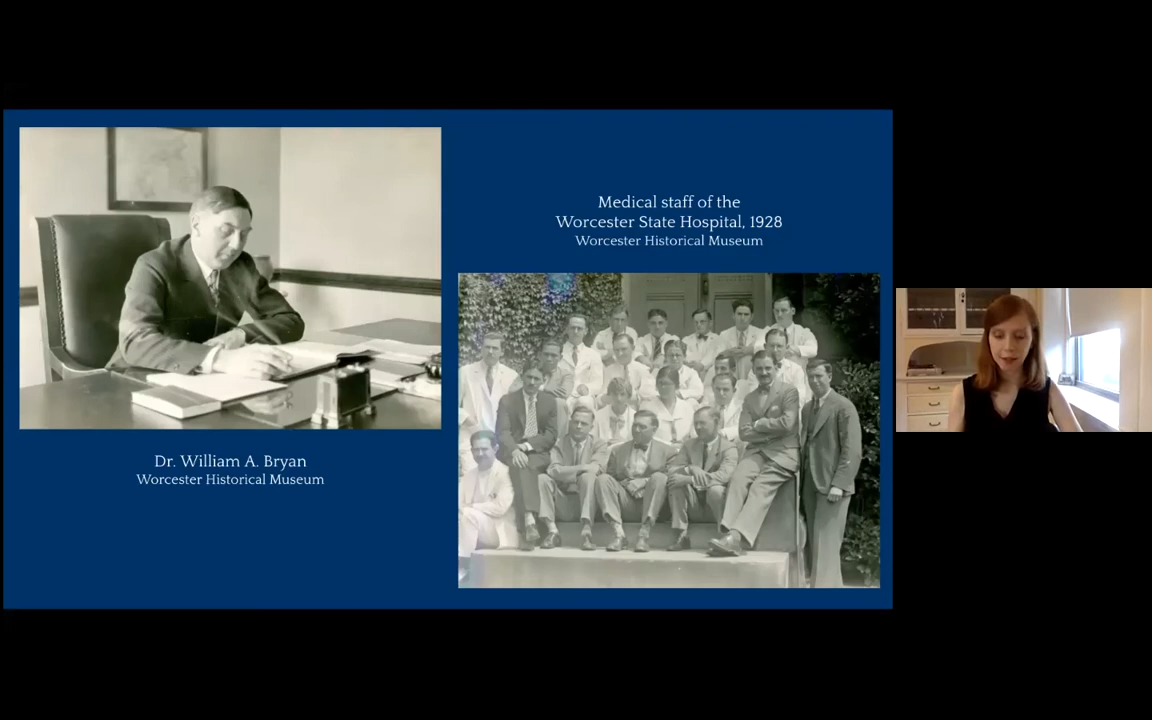 Medical staff of the
Worcester State Hospital, 1928
Worcester Historical Museum
Dr. William A. Bryan
Worcester Historical Museum